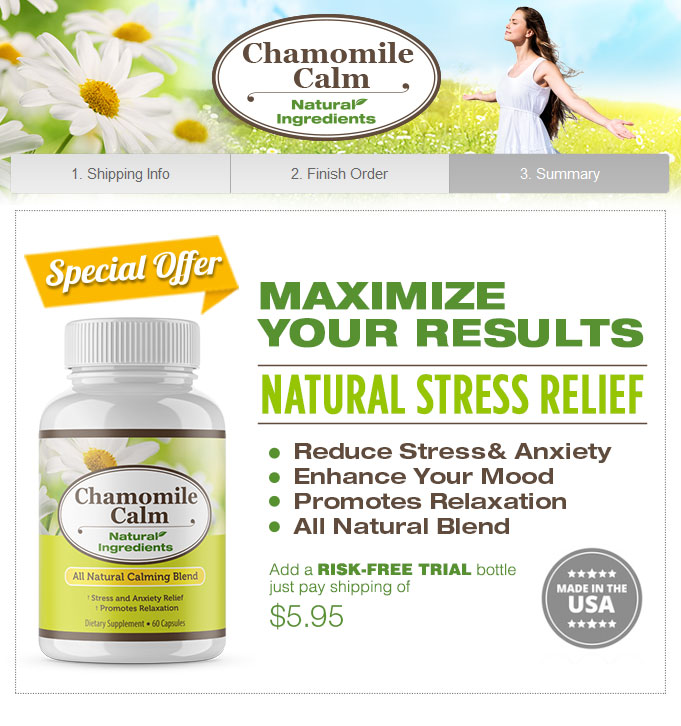 Chamomile
Calm
Natural
Ingredients
1. Shipping Info
2. Finish Order
3. Summary
Special Offer
MAXIMIZE
YOUR RESULTS
NATURAL STRESS RELIEF
Reduce Stress& Anxiety
Enhance Your Mood
Promotes Relaxation
All Natural Blend
Add a RISK-FREE TRIAL bottle
just pay shipping of
$5.95
MADE IN THE
USA
Chamomile
Calm
Natural
Ingredients
All Natural Calming Blend
↑ Stress and Anxiety Relief
↑ Promotes Relaxation
Dietary Supplement • 60 Capsules